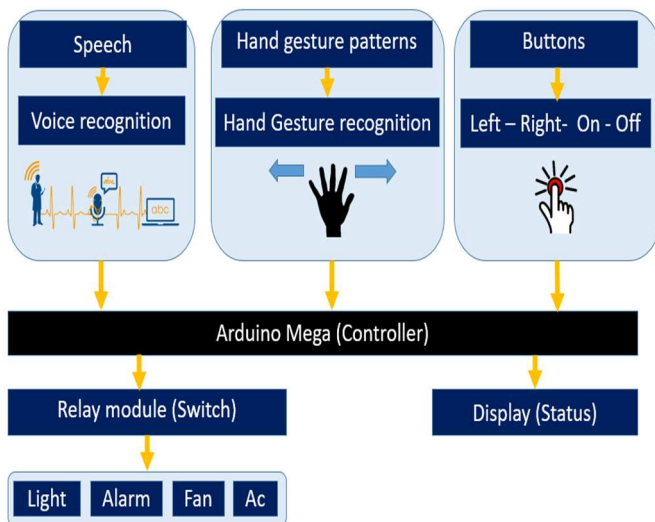 Speech
Hand gesture patterns
Buttons
Voice recognition
Hand Gesture recognition
Left – Right- On - Off
abc
abc
Arduino Mega (Controller)
Relay module (Switch)
Display (Status)
Light
Alarm
Fan
Ac